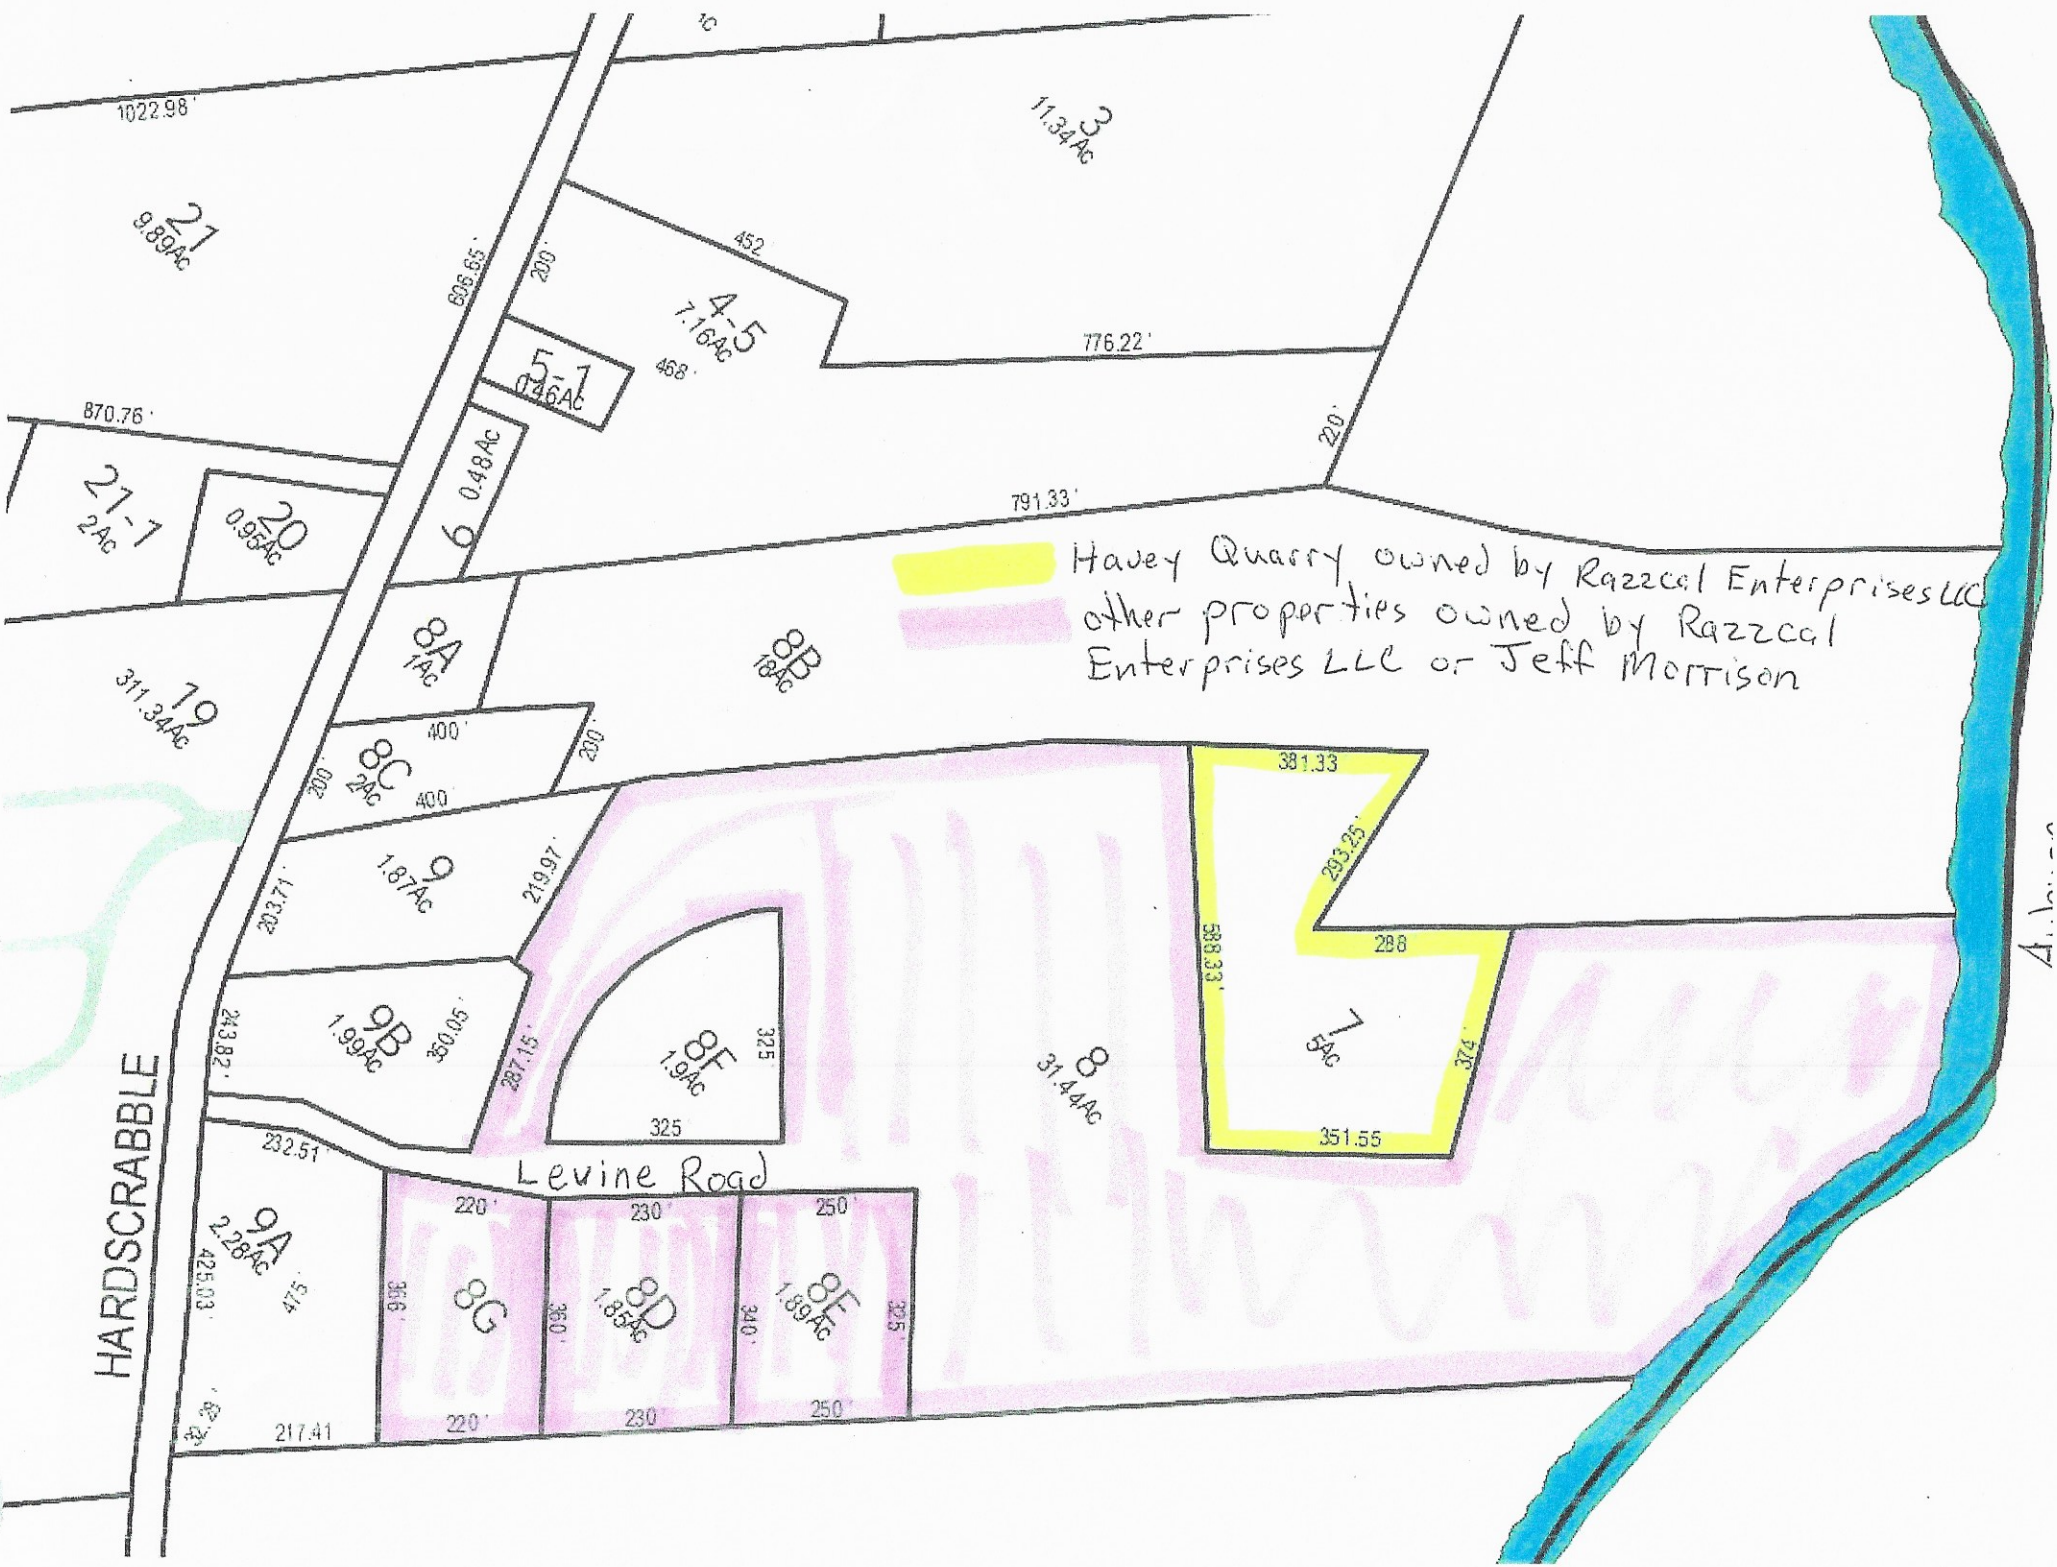 1022.98'
21
9.89Ac
606.65'
870.76'
21-1
2Ac
20
0.95Ac
19
311.34Ac
3
11.34Ac
452
200'
4-5
7.16Ac
468'
5-1
0.46Ac
6 0.48Ac
776.22'
220'
791.33'
Havey Quarry owned by Razzcal Enterprises LLC
other properties owned by Razzcal
Enterprises LLC or Jeff Morrison
8A
1Ac
8B
18Ac
400'
8C
2Ac
200'
200'
400'
9
1.87Ac
203.71'
219.97'
9B
1.99Ac
350.05'
243.82'
287.15'
8F
1.9Ac
325
325
8
31.44Ac
381.33
293.25'
588.33'
288
7
5Ac
374'
351.55
HARDSCRABBLE
Levine Road
232.51'
9A
2.28Ac
425.03'
475'
217.41
220'
366'
8G
220'
230'
360'
8D
1.85Ac
230'
250'
340'
8E
1.89Ac
325'
250'